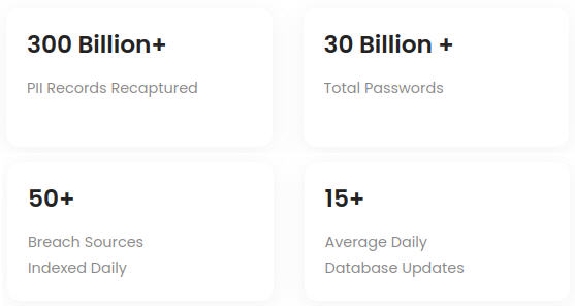 300 Billion+
PII Records Recaptured
30 Billion +
Total Passwords
50+
Breach Sources
Indexed Daily
15+
Average Daily
Database Updates